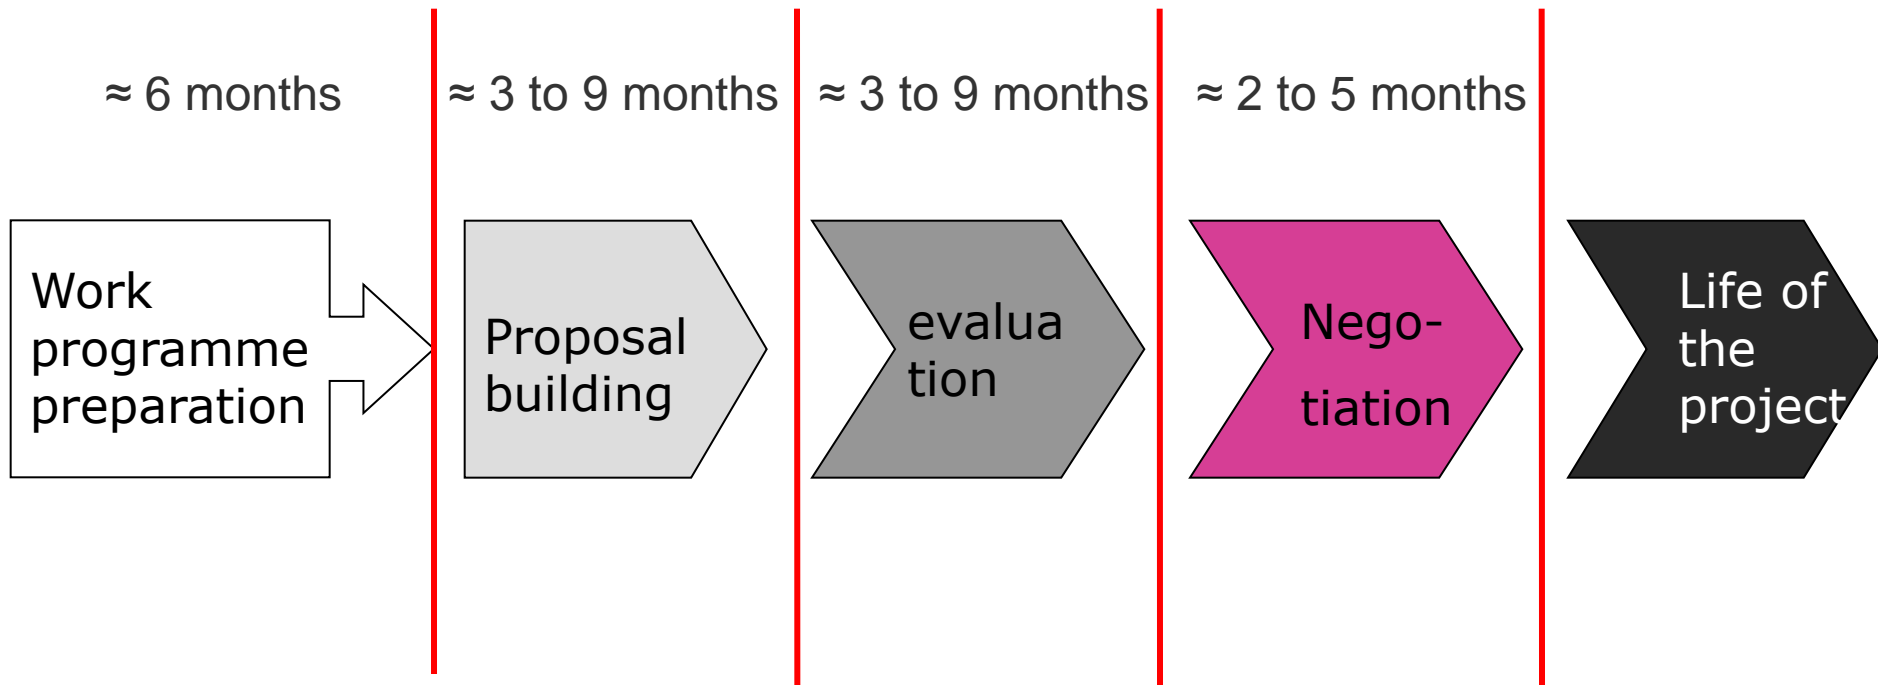 ≈ 6 months
≈ 3 to 9 months
≈ 3 to 9 months
≈ 2 to 5 months
Work
programme
preparation
Proposal
building
evalua
tion
Nego-
tiation
Life of
the
project